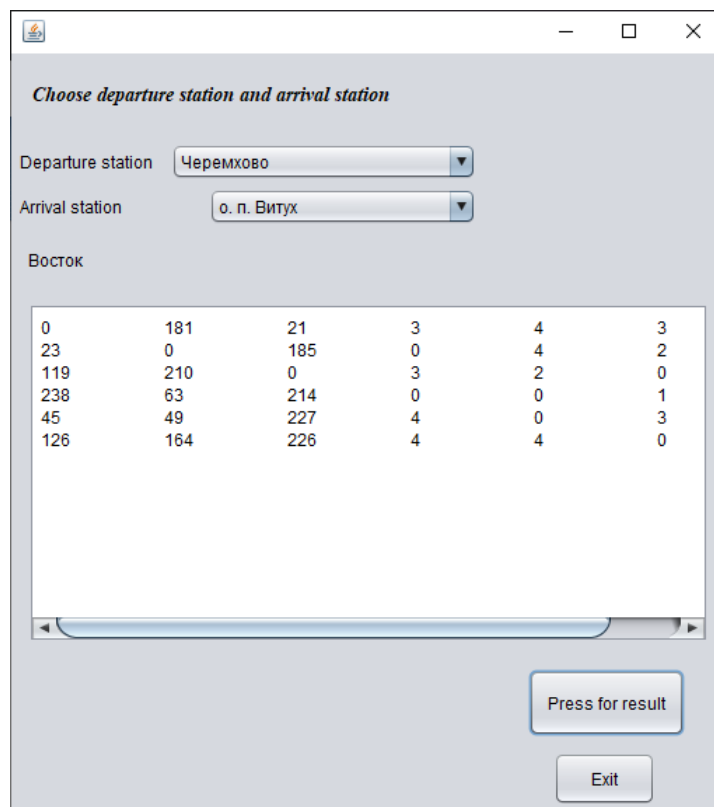 Choose departure station and arrival station
Departure station Черемхово
Arrival station о. п. Витух
Восток
0 181 21 3 4 3
23 0 185 0 4 2
119 210 0 3 2 0
238 63 214 0 0 1
45 49 227 4 0 3
126 164 226 4 4 0
Press for result
Exit